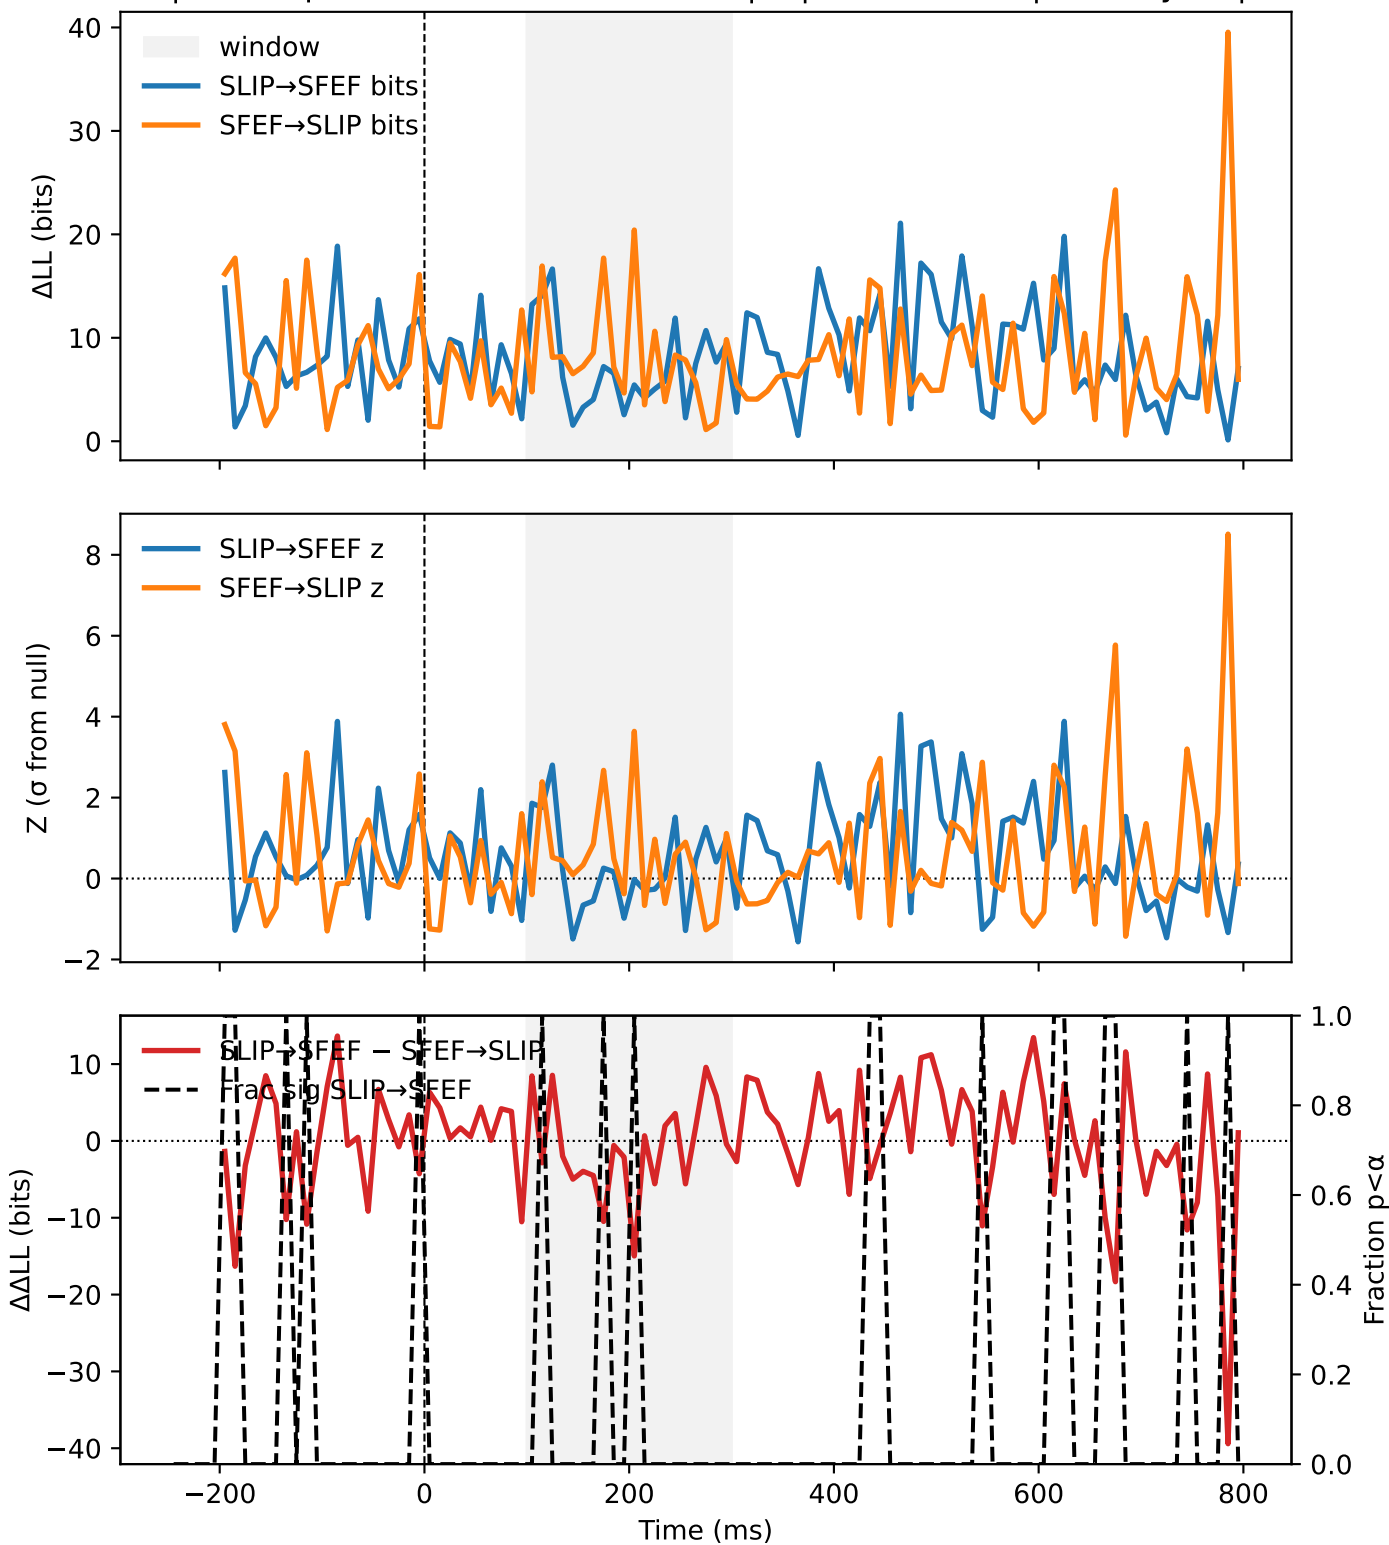 40
30
20
10
0
ΔLL (bits)
window
SLIP→SFEF bits
SFEF→SLIP bits
8
6
4
2
0
−2
Z (σ from null)
SLIP→SFEF z
SFEF→SLIP z
10
0
−10
−20
−30
−40
ΔΔLL (bits)
SLIP→SFEF − SFEF→SLIP
Frac sig SLIP→SFEF
1.0
0.8
0.6
0.4
0.2
0.0
Fraction p<α
−200
0
200
400
600
800
Time (ms)